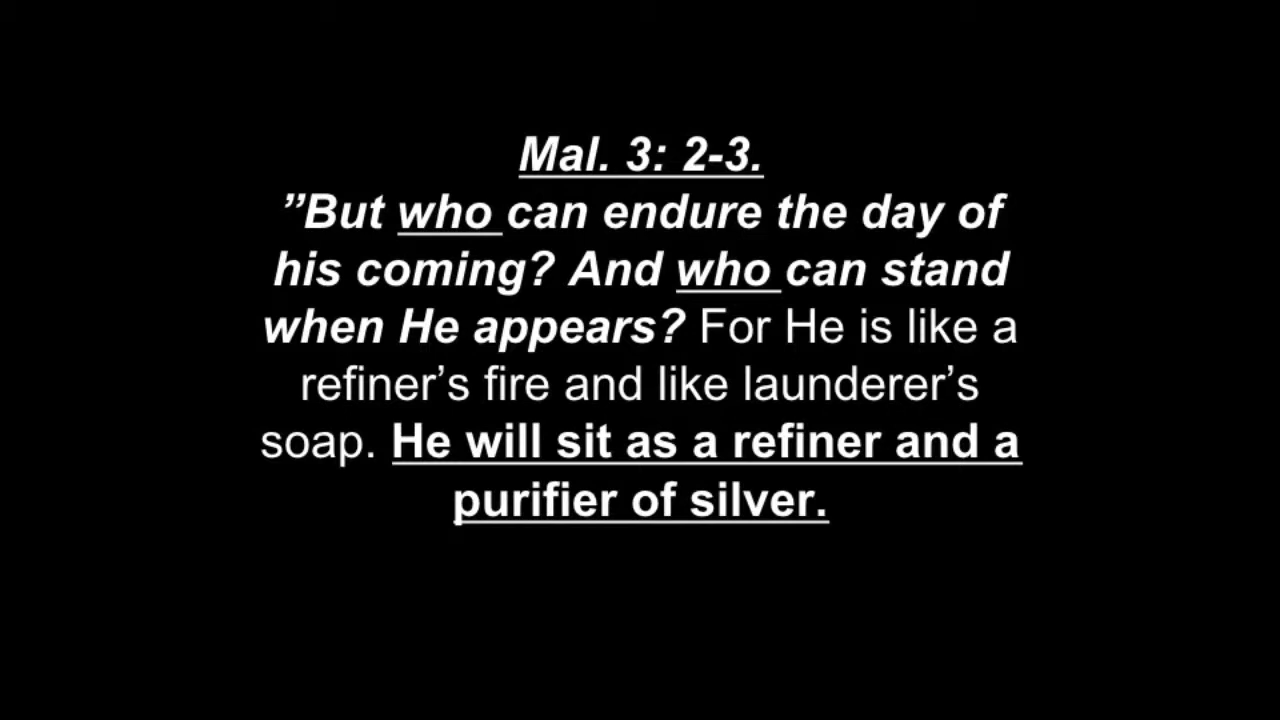 Mal. 3: 2-3.
”But who can endure the day of
his coming? And who can stand
when He appears? For He is like a
refiner’s fire and like launderer’s
soap. He will sit as a refiner and a
purifier of silver.